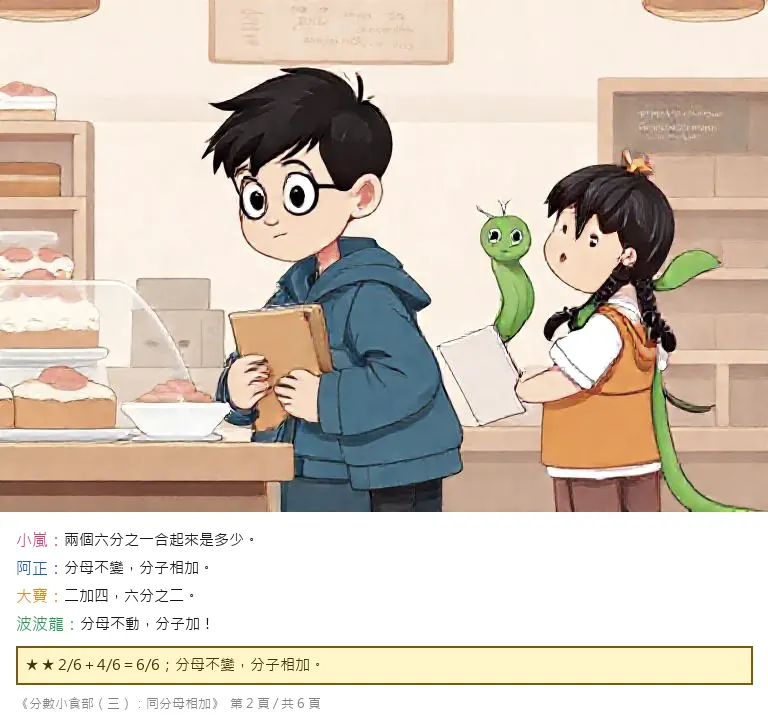 小嵐：兩個六分之一合起來是多少。
阿正：分母不變，分子相加。
大寶：二加四，六分之二。
波波龍：分母不動，分子加！
★★2/6＋4/6＝6/6；分母不變，分子相加。
《分數小食部（三）：同分母相加》 第 2 頁 / 共 6 頁